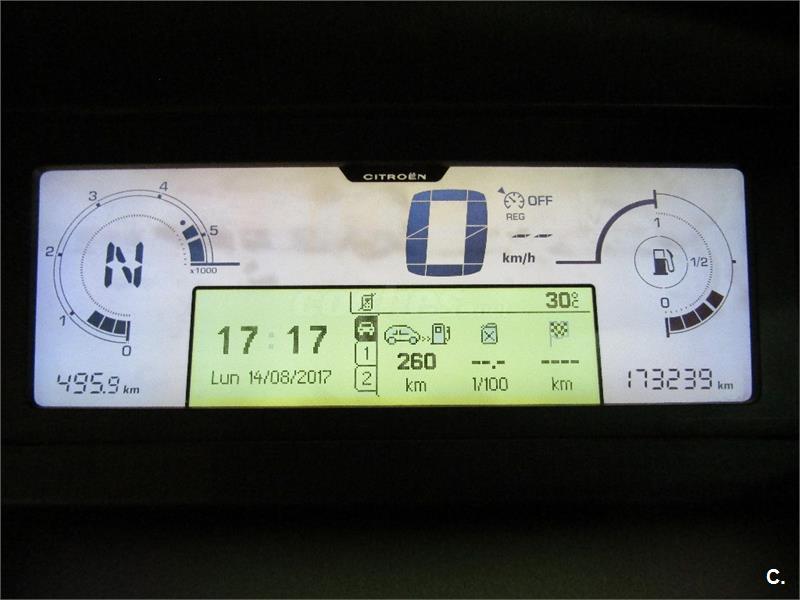 CITROËN
0
OFF
REG
--
km/h
N
0
1
2
3
4
5
x1000
495.9 km
17:17
Lun 14/08/2017
1
2
30°C
260
km
--.-
1/100
----
km
1
1/2
0
173239 km
C.